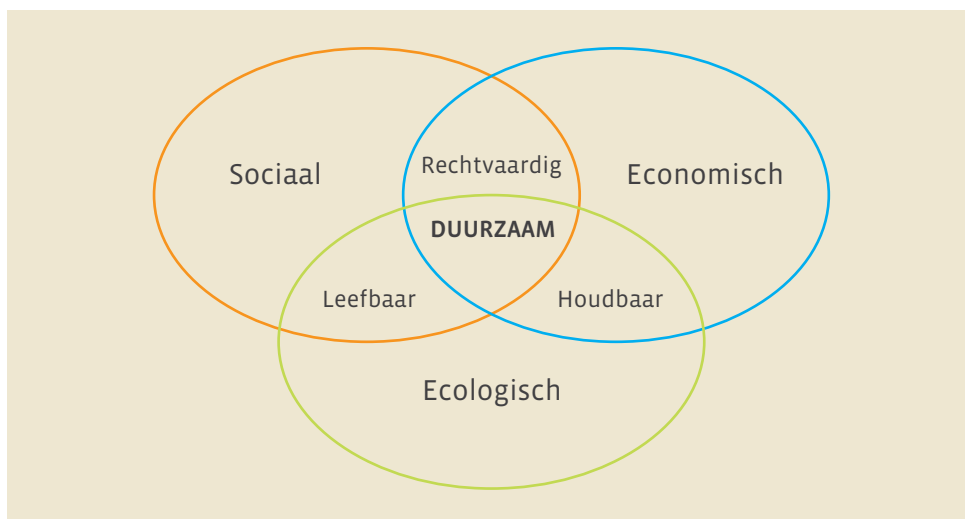 Sociaal
Rechtvaardig
Economisch
DUURZAAM
Leefbaar
Houdbaar
Ecologisch